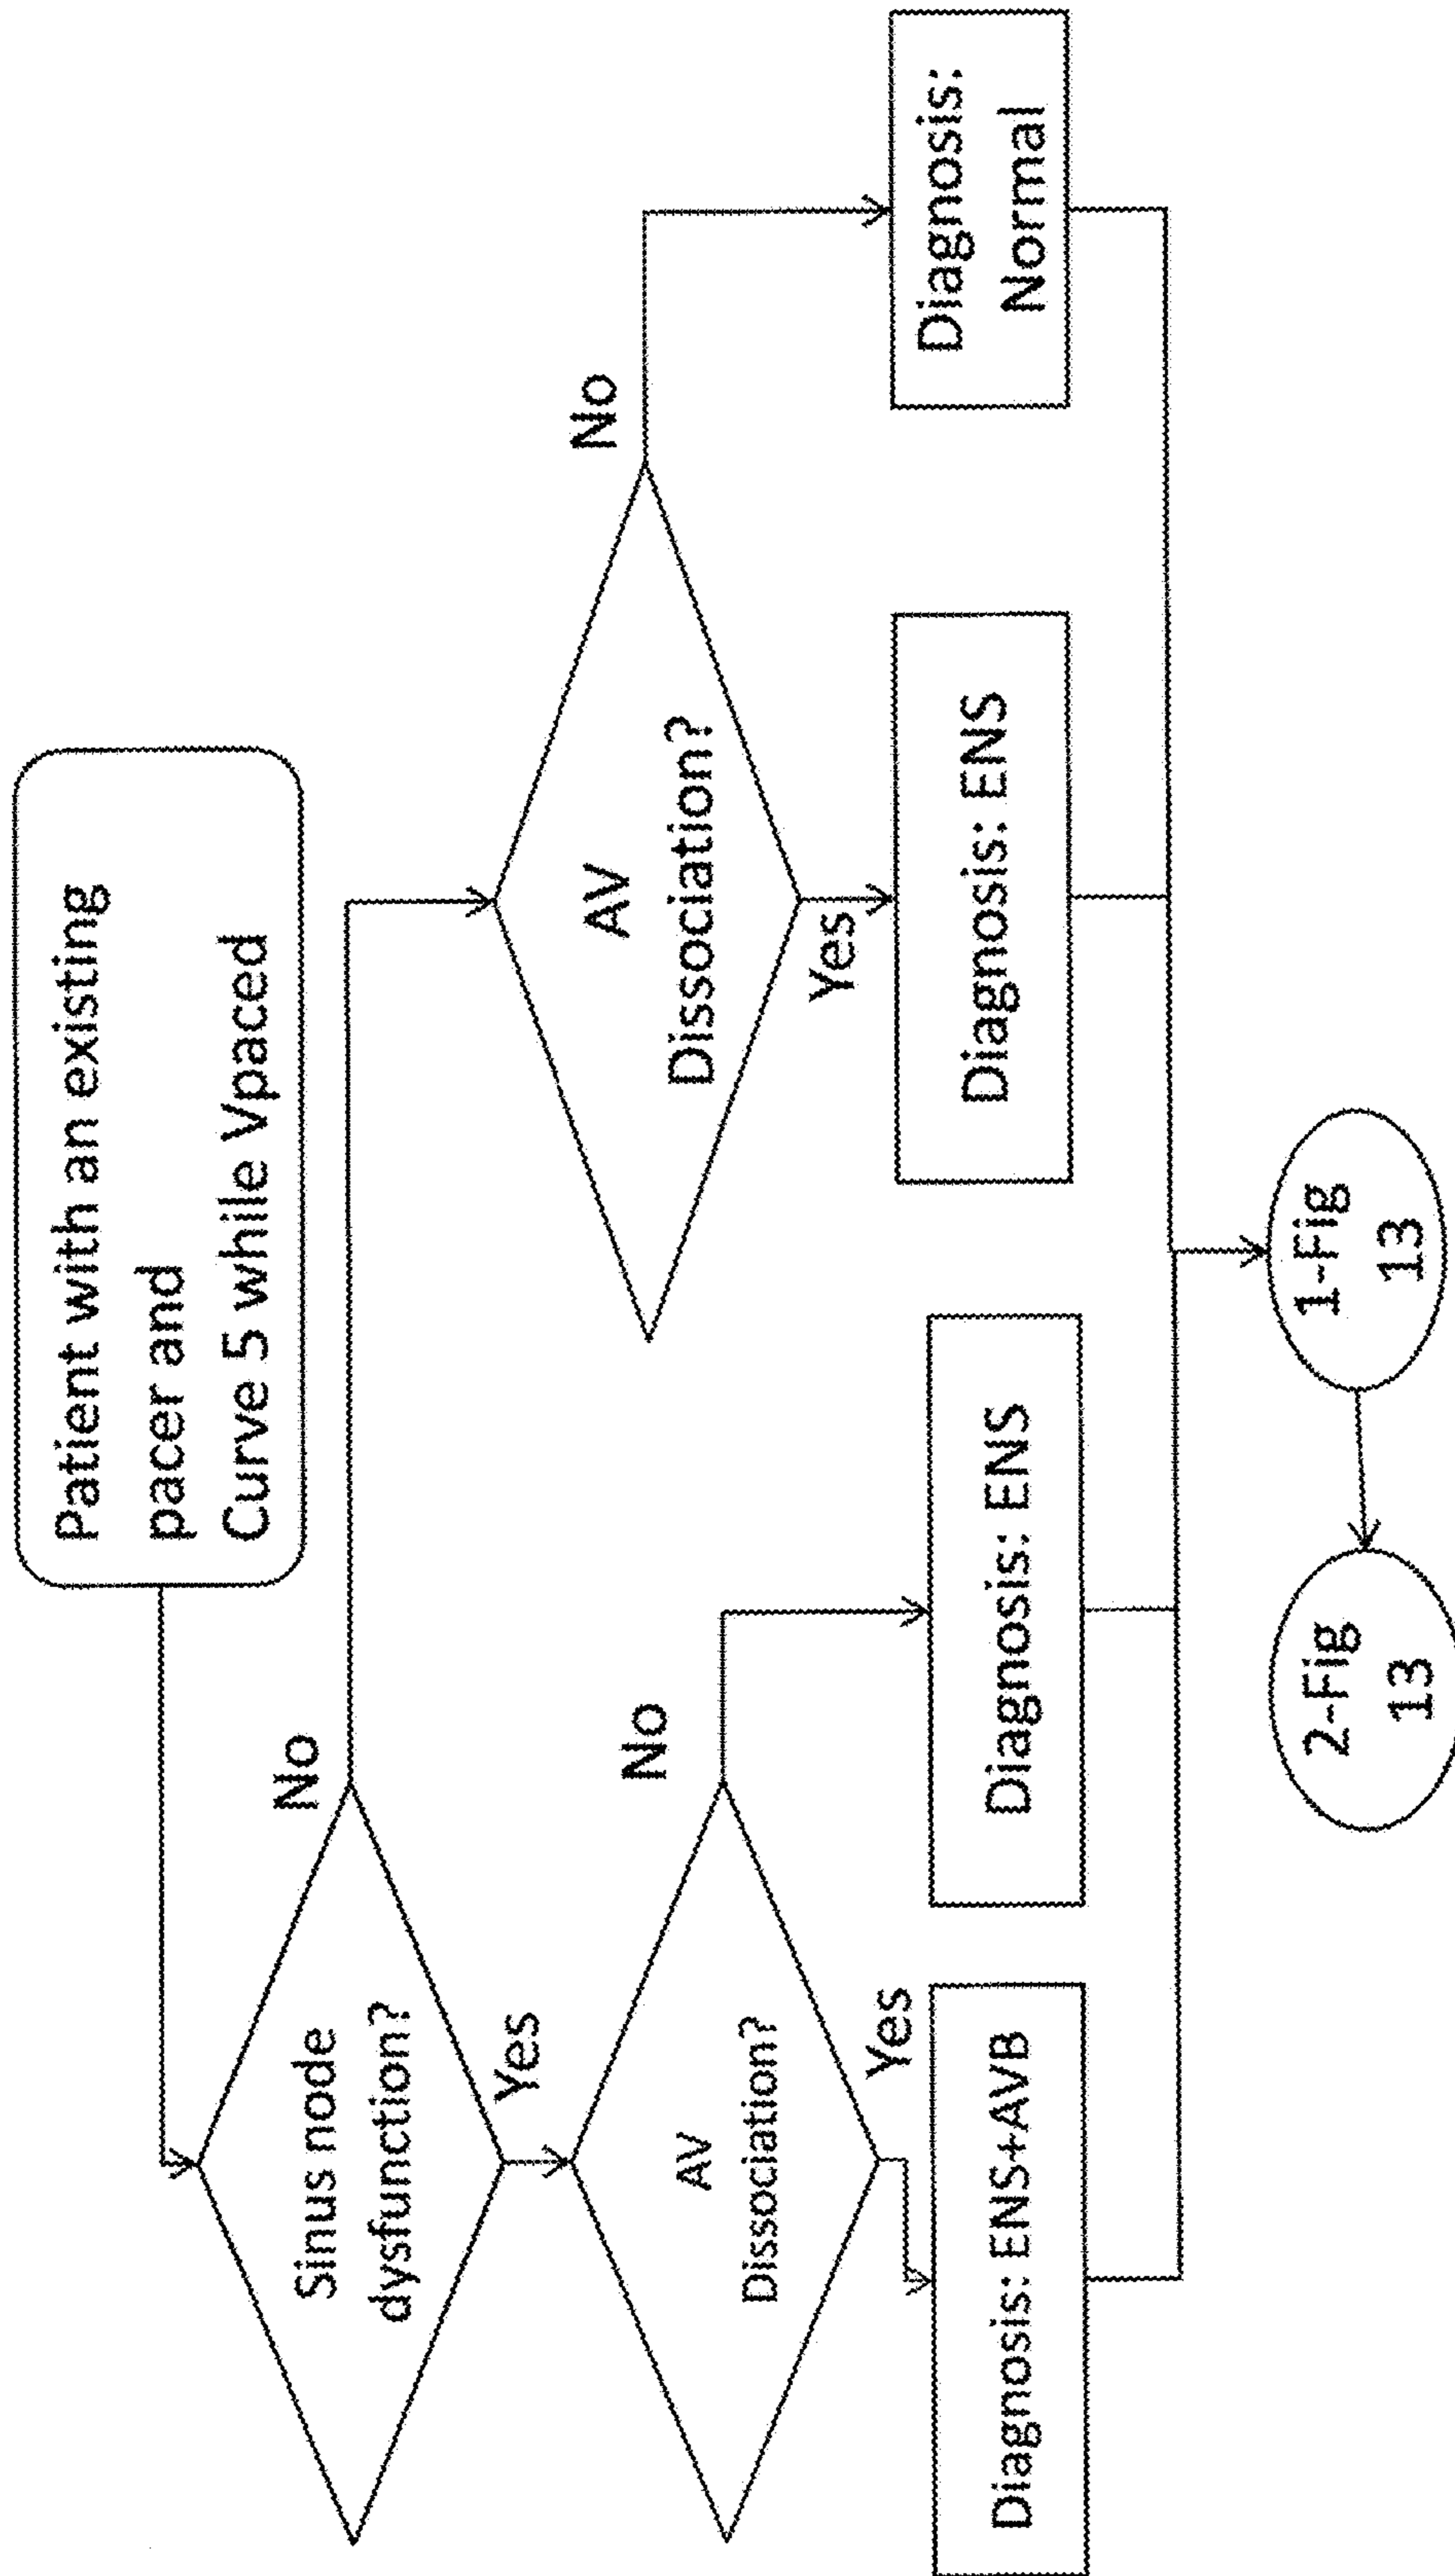 Patient with an existing
pacer and
Curve 5 while Vpaced
Sinus node
dysfunction?
No
Yes
AV
Dissociation?
No
Yes
AV
Dissociation?
No
Yes
Diagnosis: ENS+AVB
Diagnosis: ENS
Diagnosis: ENS
Diagnosis:
Normal
2-Fig
13
1-Fig
13